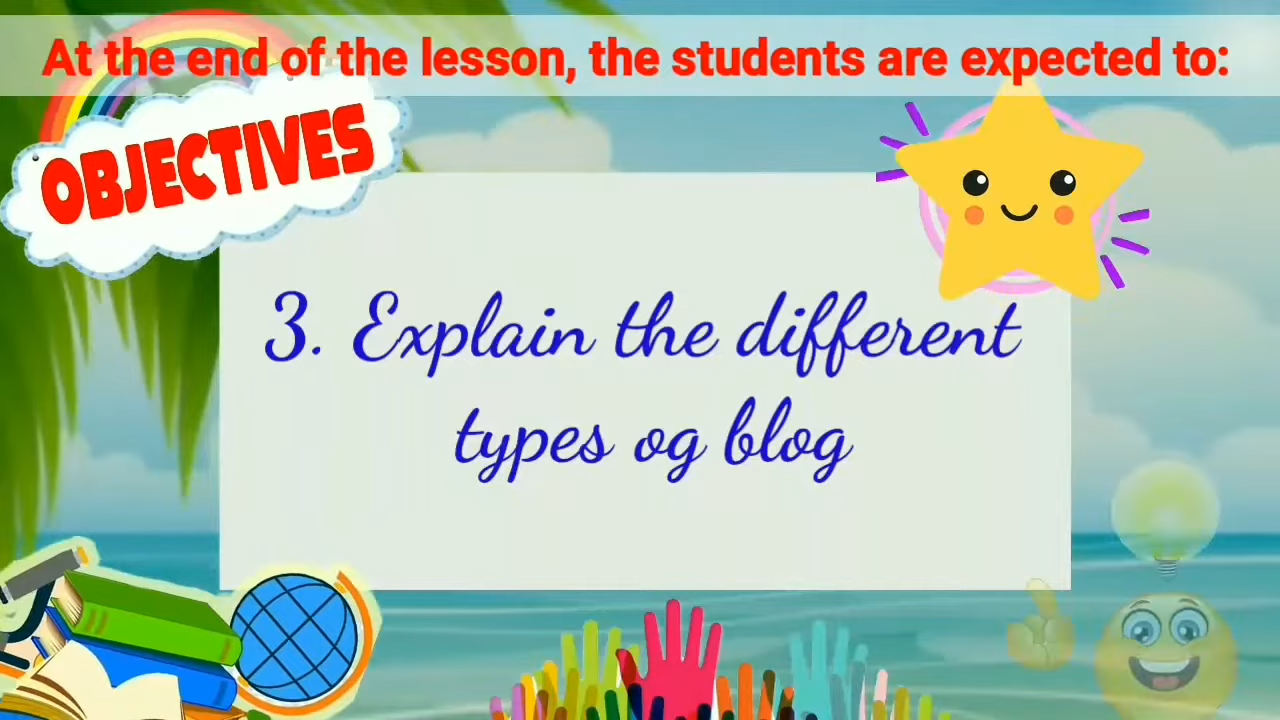 At the end of the lesson, the students are expected to:
OBJECTIVES
3. Explain the different
types og blog